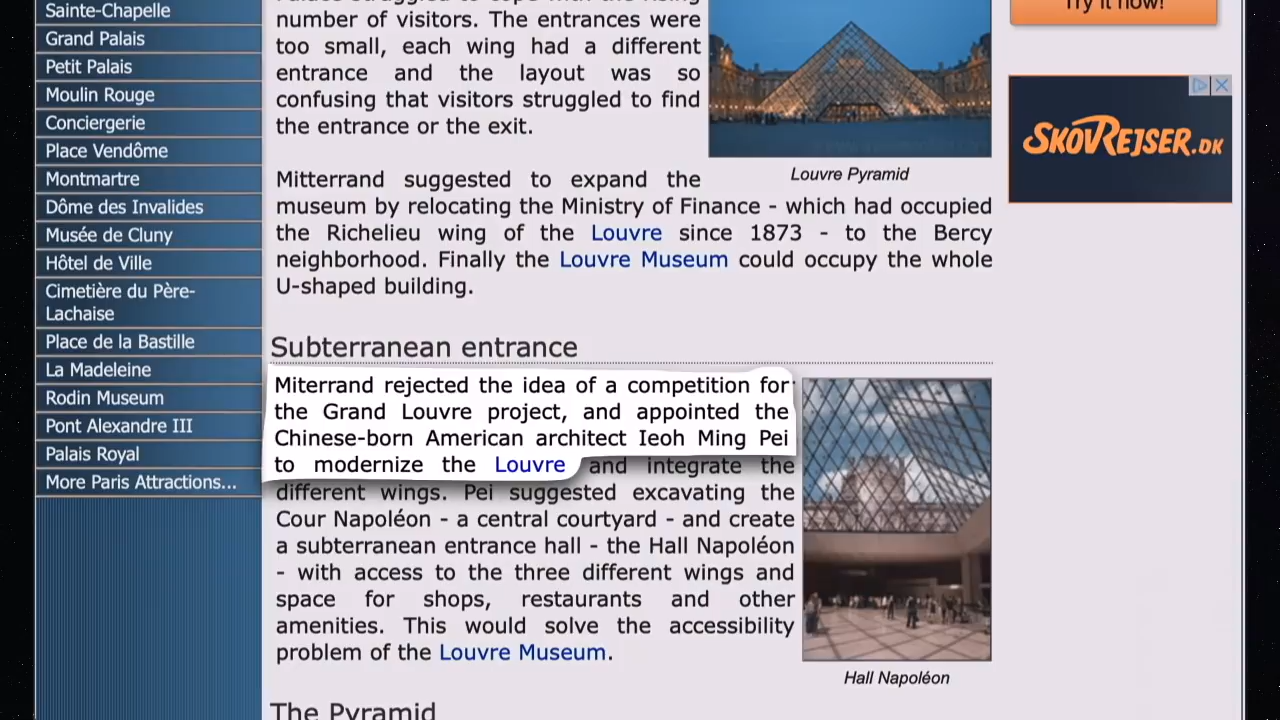 Sainte-Chapelle
Grand Palais
Petit Palais
Moulin Rouge
Conciergerie
Place Vendôme
Montmartre
Dôme des Invalides
Musée de Cluny
Hôtel de Ville
Cimetière du Père-
Lachaise
Place de la Bastille
La Madeleine
Rodin Museum
Pont Alexandre III
Palais Royal
More Paris Attractions...
Palace struggled to cope with the rising
number of visitors. The entrances were
too small, each wing had a different
entrance and the layout was so
confusing that visitors struggled to find
the entrance or the exit.
Louvre Pyramid
Mitterrand suggested to expand the
museum by relocating the Ministry of Finance - which had occupied
the Richelieu wing of the Louvre since 1873 - to the Bercy
neighborhood. Finally the Louvre Museum could occupy the whole
U-shaped building.
Subterranean entrance
Miterrand rejected the idea of a competition for
the Grand Louvre project, and appointed the
Chinese-born American architect Ieoh Ming Pei
to modernize the Louvre and integrate the
different wings. Pei suggested excavating the
Cour Napoléon - a central courtyard - and create
a subterranean entrance hall - the Hall Napoléon
- with access to the three different wings and
space for shops, restaurants and other
amenities. This would solve the accessibility
problem of the Louvre Museum.
Hall Napoléon
The Pyramid
Try it now!
SKOVREJSER.DK